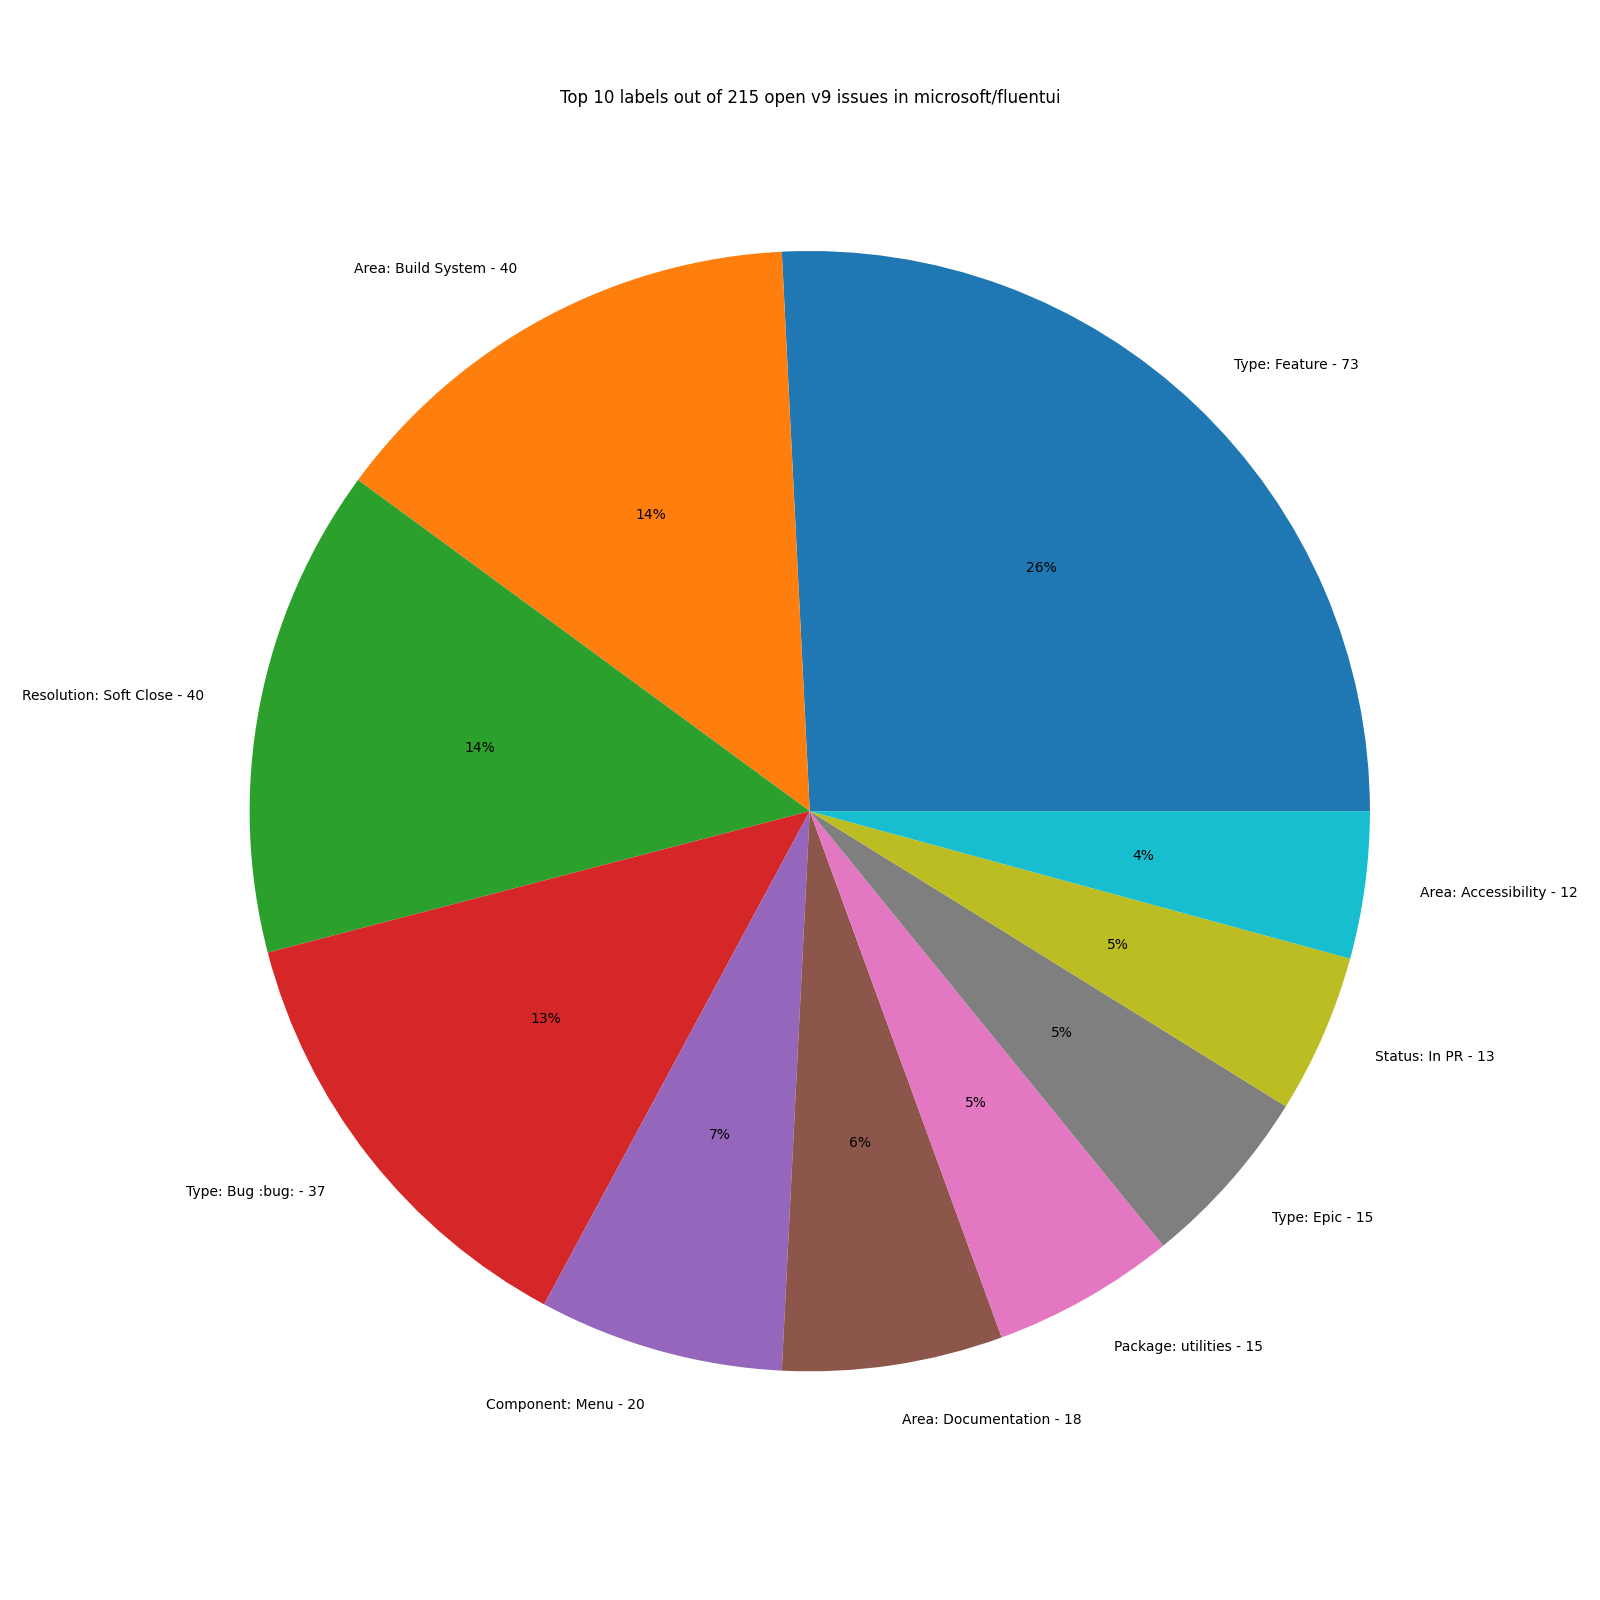 Top 10 labels out of 215 open v9 issues in microsoft/fluentui
Area: Build System - 40
Type: Feature - 73
14%
26%
Resolution: Soft Close - 40
14%
4%
Area: Accessibility - 12
5%
13%
5%
Status: In PR - 13
5%
7%
6%
Type: Bug :bug: - 37
Type: Epic - 15
Package: utilities - 15
Component: Menu - 20
Area: Documentation - 18